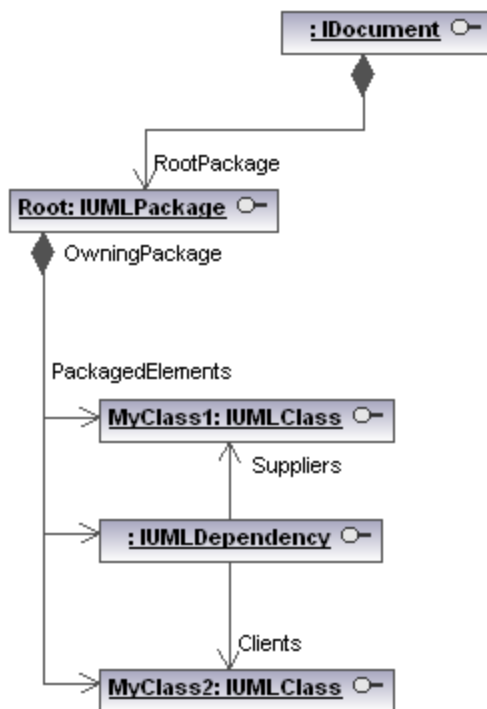 : IDocument
RootPackage
Root: IUMLPackage
OwningPackage
PackagedElements
MyClass1: IUMLClass
Suppliers
: IUMLDependency
Clients
MyClass2: IUMLClass